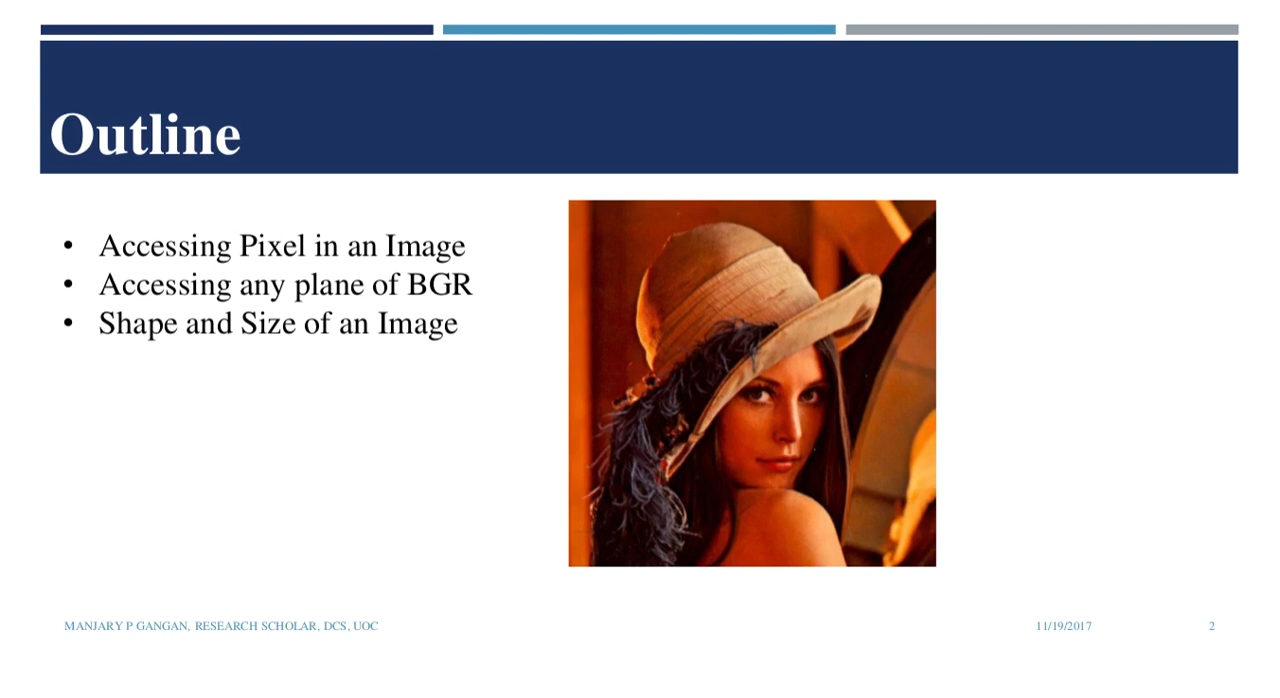 Outline
• Accessing Pixel in an Image
• Accessing any plane of BGR
• Shape and Size of an Image
MANJARY P GANGAN, RESEARCH SCHOLAR, DCS, UOC
11/19/2017
2